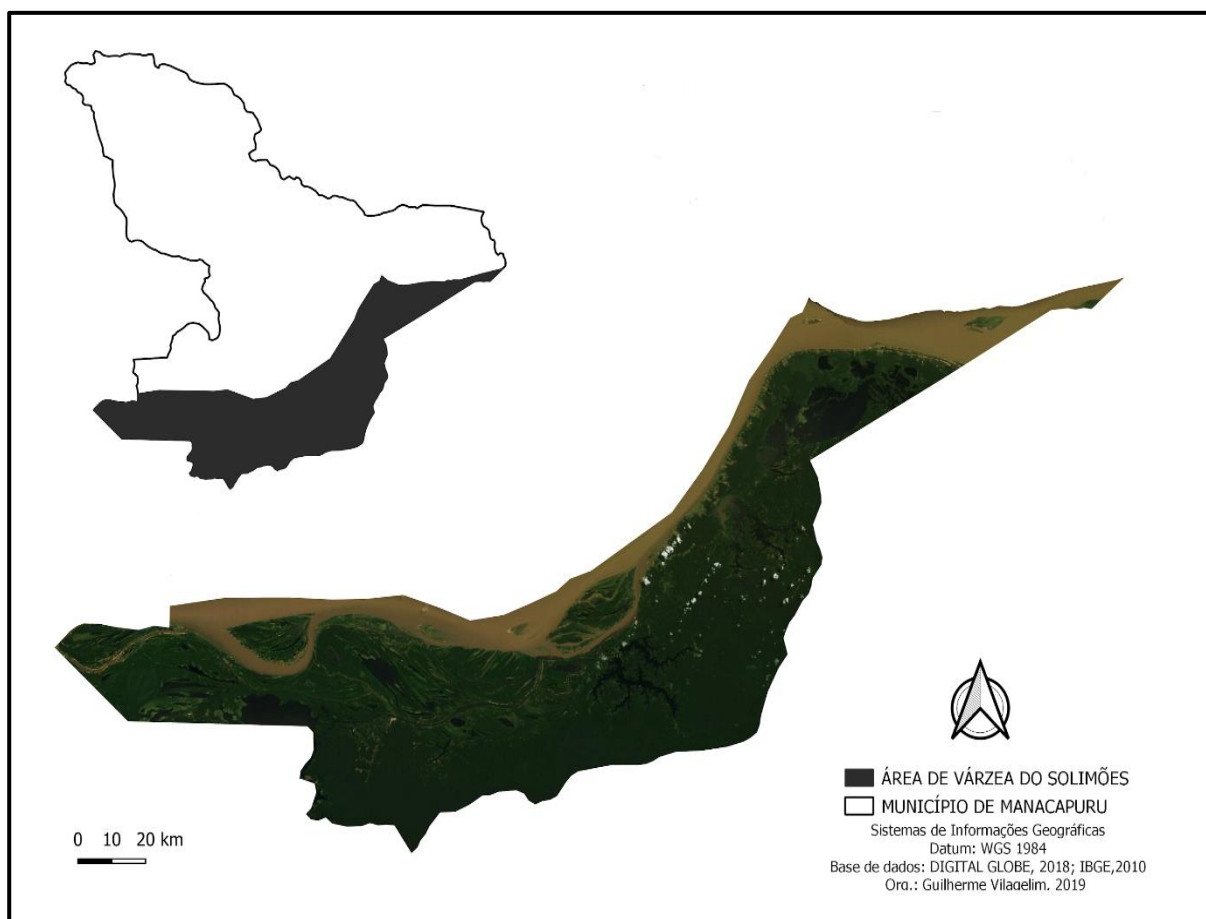 ÁREA DE VÁRZEA DO SOLIMÕES
MUNICÍPIO DE MANACAPURU
Sistemas de Informações Geográficas
Datum: WGS 1984
Base de dados: DIGITAL GLOBE, 2018; IBGE,2010
Org.: Guilherme Vilagelim, 2019
0 10 20 km